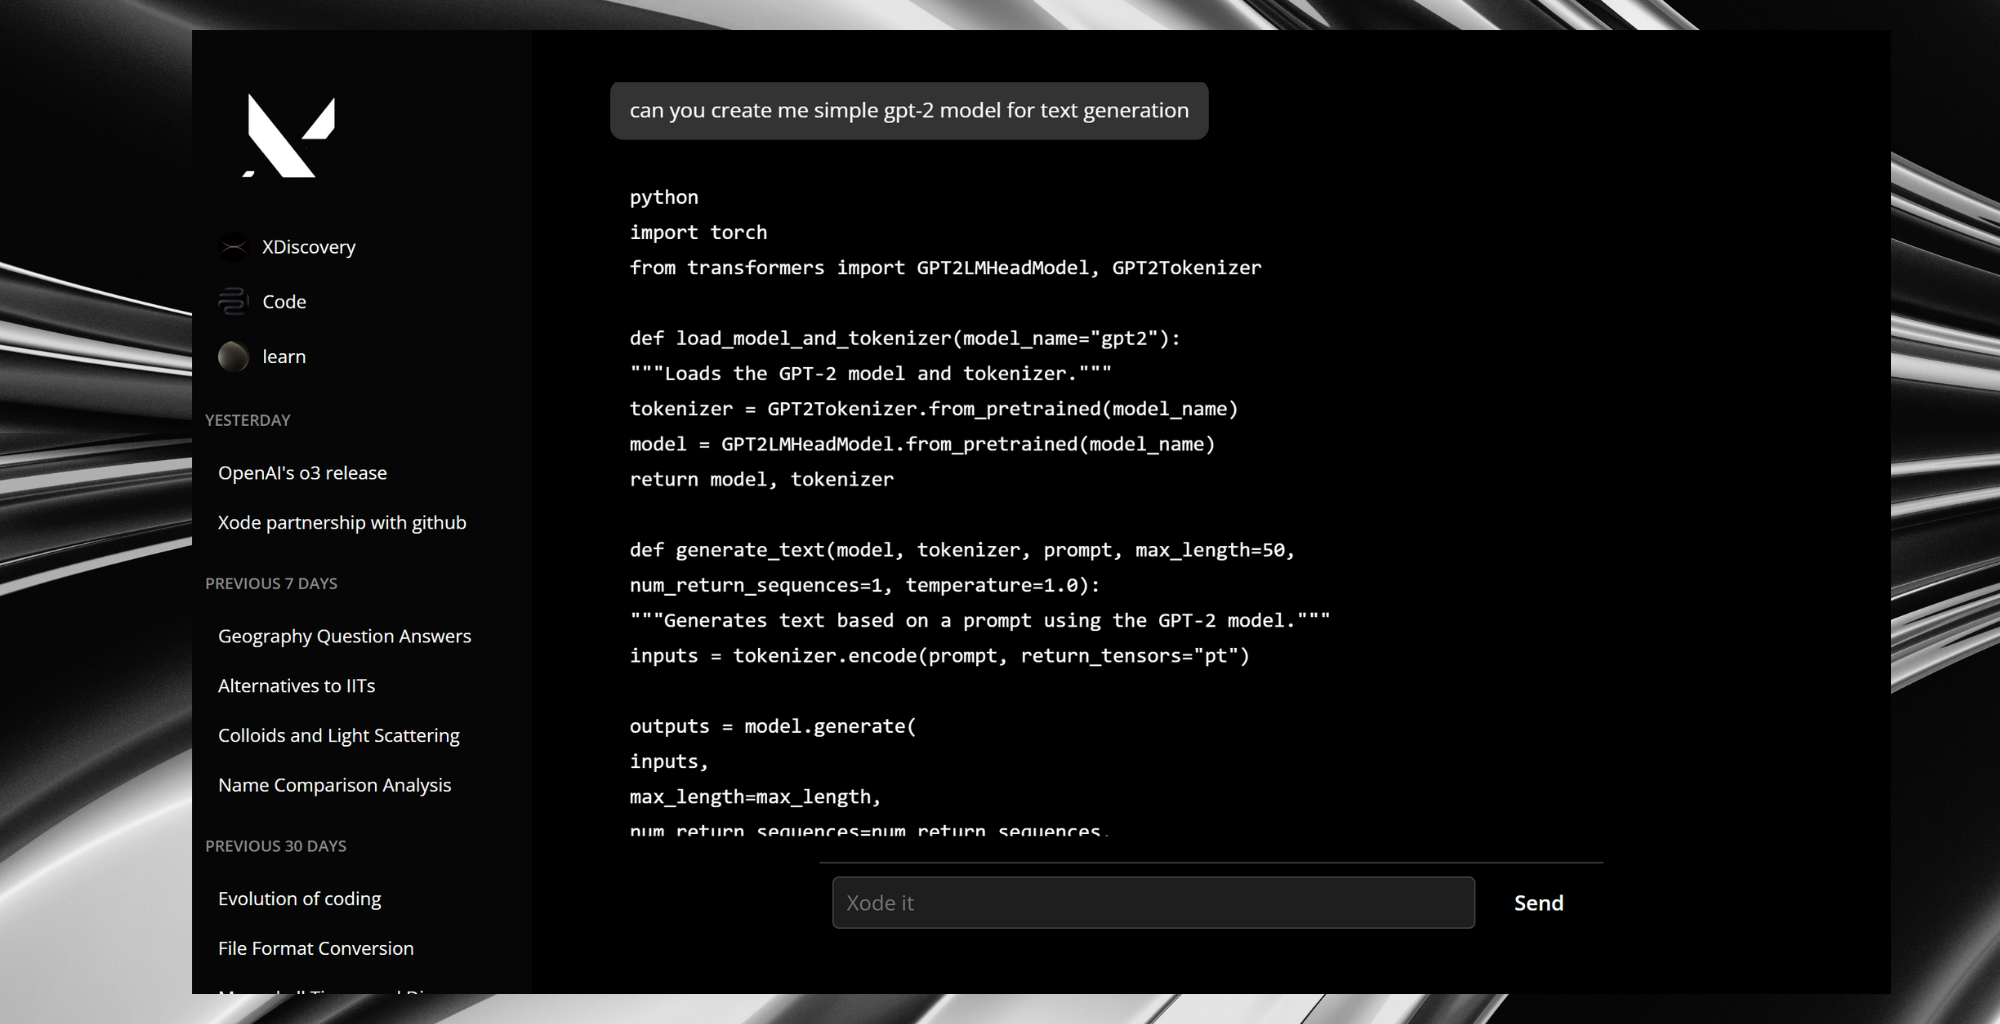 XDiscovery
Code
learn
YESTERDAY
OpenAI's o3 release
Xode partnership with github
PREVIOUS 7 DAYS
Geography Question Answers
Alternatives to IITs
Colloids and Light Scattering
Name Comparison Analysis
PREVIOUS 30 DAYS
Evolution of coding
File Format Conversion
can you create me simple gpt-2 model for text generation
python
import torch
from transformers import GPT2LMHeadModel, GPT2Tokenizer
def load_model_and_tokenizer(model_name="gpt2"):
"""Loads the GPT-2 model and tokenizer."""
tokenizer = GPT2Tokenizer.from_pretrained(model_name)
model = GPT2LMHeadModel.from_pretrained(model_name)
return model, tokenizer
def generate_text(model, tokenizer, prompt, max_length=50,
num_return_sequences=1, temperature=1.0):
"""Generates text based on a prompt using the GPT-2 model."""
inputs = tokenizer.encode(prompt, return_tensors="pt")
outputs = model.generate(
inputs,
max_length=max_length,
num_return_sequences=num_return_sequences,
Xode it
Send